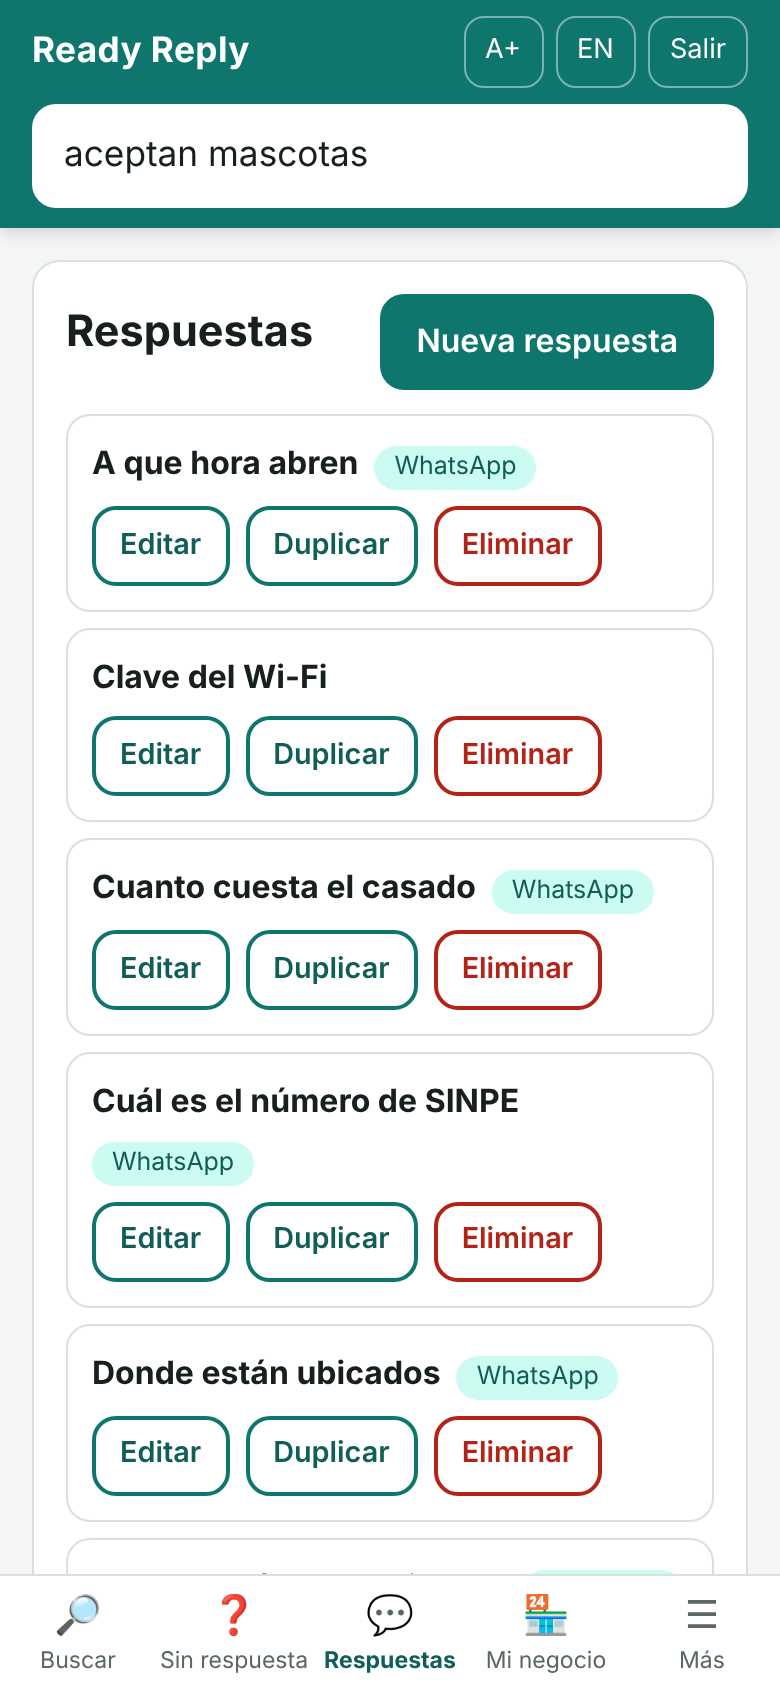 Ready Reply
A+
EN
Salir
aceptan mascotas
Respuestas
Nueva respuesta
A que hora abren
WhatsApp
Editar
Duplicar
Eliminar
Clave del Wi-Fi
Editar
Duplicar
Eliminar
Cuanto cuesta el casado
WhatsApp
Editar
Duplicar
Eliminar
Cuál es el número de SINPE
WhatsApp
Editar
Duplicar
Eliminar
Donde están ubicados
WhatsApp
Editar
Duplicar
Eliminar
24
Buscar
Sin respuesta
Respuestas
Mi negocio
Más